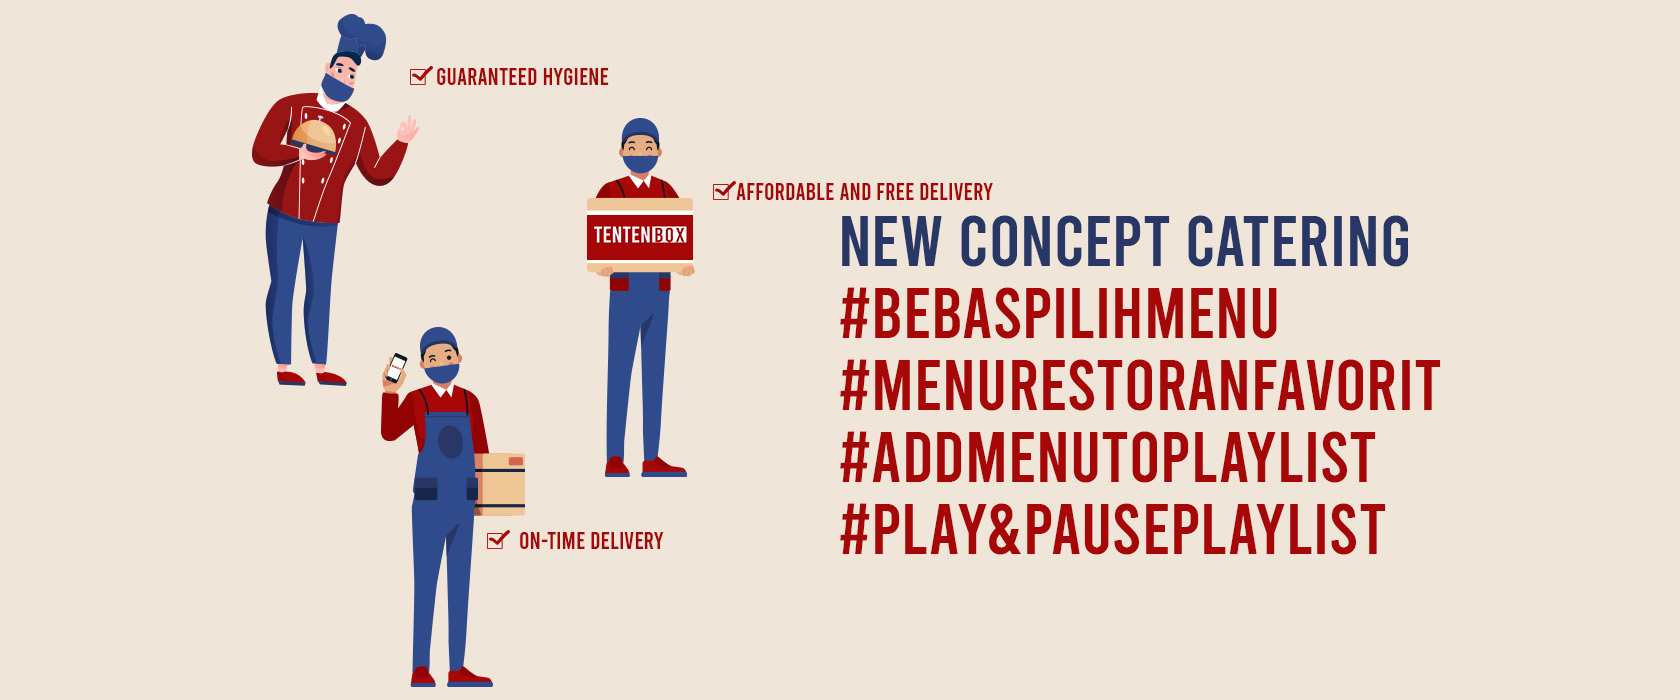 GUARANTEED HYGIENE
AFFORDABLE AND FREE DELIVERY
TENTENBOX
ON-TIME DELIVERY
NEW CONCEPT CATERING
#BEBASPILIHMENU
#MENURESTORANFAVORIT
#ADDMENUTOPLAYLIST
#PLAY&PAUSEPLAYLIST